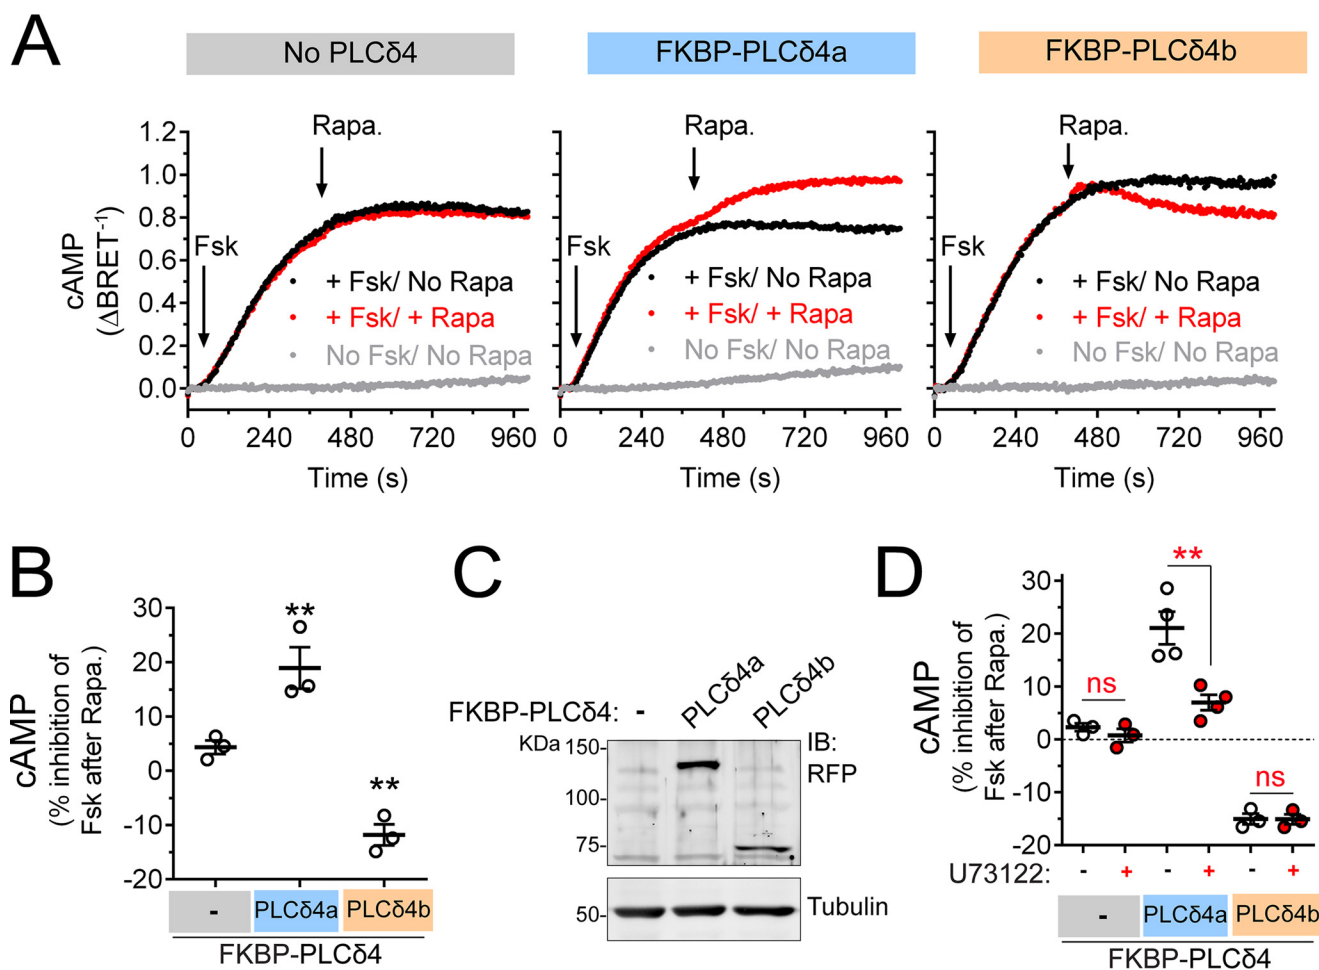 A
No PLCδ4
FKBP-PLCδ4a
FKBP-PLCδ4b
cAMP
(ΔBRET⁻¹)
1.2
1.0
0.8
0.6
0.4
0.2
0.0
Rapa.
Fsk
+ Fsk/ No Rapa
+ Fsk/ + Rapa
No Fsk/ No Rapa
0 240 480 720 960
Time (s)
Rapa.
Fsk
+ Fsk/ No Rapa
+ Fsk/ + Rapa
No Fsk/ No Rapa
0 240 480 720 960
Time (s)
Rapa.
Fsk
+ Fsk/ No Rapa
+ Fsk/ + Rapa
No Fsk/ No Rapa
0 240 480 720 960
Time (s)
B
cAMP
(% inhibition of
Fsk after Rapa.)
30
20
10
0
-10
-20
**
**
- PLCδ4a PLCδ4b
FKBP-PLCδ4
C
FKBP-PLCδ4: - PLCδ4a PLCδ4b
KDa
150-
100-
75-
50-
IB:
RFP
Tubulin
D
cAMP
(% inhibition of
Fsk after Rapa.)
30
20
10
0
-10
-20
ns
**
ns
U73122: - + - + - +
- PLCδ4a PLCδ4b
FKBP-PLCδ4